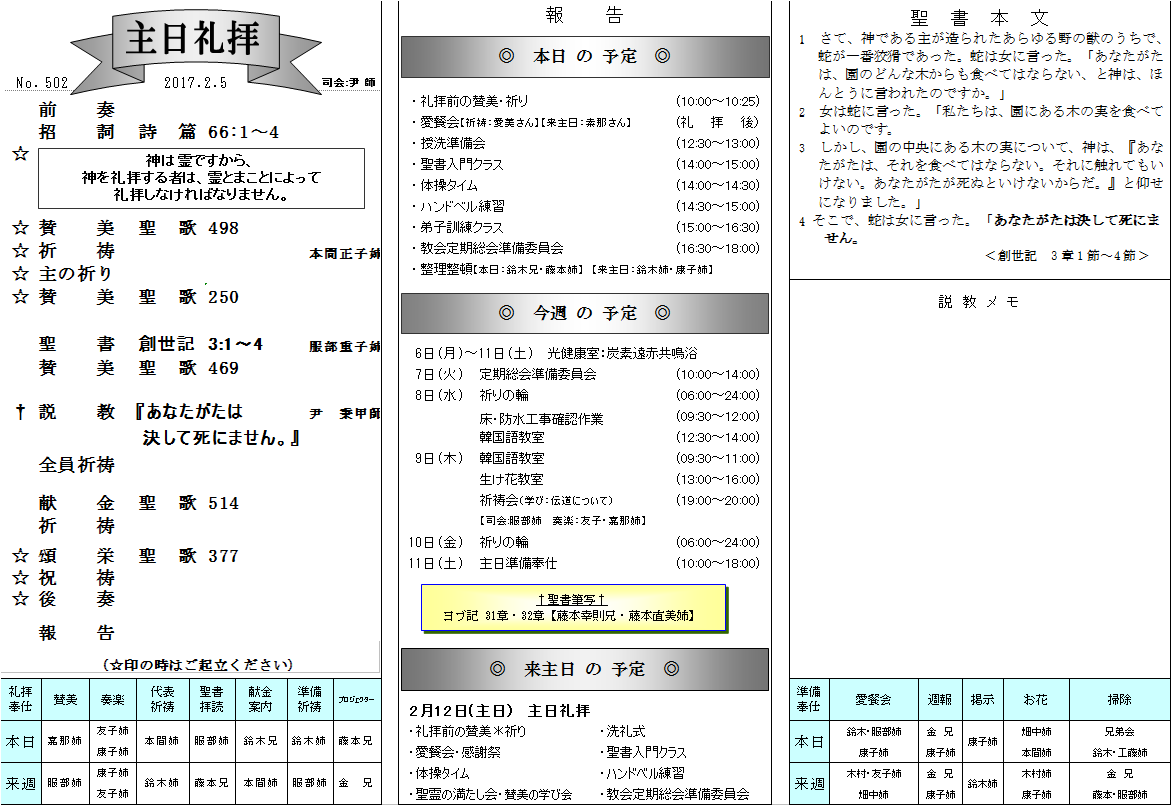 主日礼拝
No. 502 2017.2.5 司会:尹 師
前 奏
招 詞 詩 篇 66:1～4
☆
神は霊ですから、
神を礼拝する者は、霊とまことによって
礼拝しなければなりません。
☆ 賛 美 聖 歌 498
☆ 祈 祷 本間正子姉
☆ 主の祈り
☆ 賛 美 聖 歌 250
聖 書 創世記 3:1～4 服部重子姉
賛 美 聖 歌 469
† 説 教 『あなたがたは 尹 秉甲師
決して死にません。』
全員祈祷
献 金 聖 歌 514
祈 祷
☆ 頌 栄 聖 歌 377
☆ 祝 祷
☆ 後 奏
報 告
(☆印の時はご起立ください)
礼拝奉仕 賛美 奏楽 代表祈祷 聖書拝読 献金案内 準備祈祷 プロジェクター
本日 嘉那姉 友子姉 康子姉 本間姉 服部姉 鈴木兄 鈴木姉 藤本兄
来週 服部姉 康子姉 友子姉 鈴木姉 藤本兄 本間姉 服部姉 金 兄
報 告
◎ 本日 の 予定 ◎
・礼拝前の賛美・祈り (10:00～10:25)
・愛餐会【祈祷:愛美さん】【来主日:秦那さん】 (礼 拝 後)
・授洗準備会 (12:30～13:00)
・聖書入門クラス (14:00～15:00)
・体操タイム (14:00～14:30)
・ハンドベル練習 (14:30～15:00)
・弟子訓練クラス (15:00～16:30)
・教会定期総会準備委員会 (16:30～18:00)
・整理整頓【本日:鈴木兄・藤本姉】 【来主日:鈴木姉・康子姉】
◎ 今週 の 予定 ◎
6日(月)～11日(土) 光健康室:炭素遠赤共鳴浴
7日(火) 定期総会準備委員会 (10:00～14:00)
8日(水) 祈りの輪 (06:00～24:00)
床・防水工事確認作業 (09:30～12:00)
韓国語教室 (12:30～14:00)
9日(木) 韓国語教室 (09:30～11:00)
生け花教室 (13:00～16:00)
祈祷会(学び:伝道について) (19:00～20:00)
【司会:服部姉 奏楽:友子・嘉那姉】
10日(金) 祈りの輪 (06:00～24:00)
11日(土) 主日準備奉仕 (10:00～18:00)
†聖書筆写†
ヨブ記 31章・32章【藤本幸則兄・藤本直美姉】
◎ 来主日 の 予定 ◎
2月12日(主日) 主日礼拝
・礼拝前の賛美＊祈り ・洗礼式
・愛餐会・感謝祭 ・聖書入門クラス
・体操タイム ・ハンドベル練習
・聖霊の満たし会・賛美の学び会 ・教会定期総会準備委員会
聖 書 本 文
1 さて、神である主が造られたあらゆる野の獣のうちで、
蛇が一番狡猾であった。蛇は女に言った。「あなたがた
は、園のどんな木からも食べてはならない、と神は、ほ
んとうに言われたのですか。」
2 女は蛇に言った。「私たちは、園にある木の実を食べて
よいのです。
3 しかし、園の中央にある木の実について、神は、『あな
たがたは、それを食べてはならない。それに触れてもい
けない。あなたがたが死ぬといけないからだ。』と仰せ
になりました。」
4 そこで、蛇は女に言った。「あなたがたは決して死にま
せん。
＜創世記 3章1節～4節＞
説 教 メ モ
準備奉仕 愛餐会 週報 掲示 お花 掃除
本日 鈴木・服部姉 康子姉 金 兄 康子姉 康子姉 畑中姉 本間姉 兄弟会 鈴木・工藤姉
来週 木村・友子姉 畑中姉 金 兄 康子姉 鈴木姉 木村姉 康子姉 金 兄 藤本・服部姉